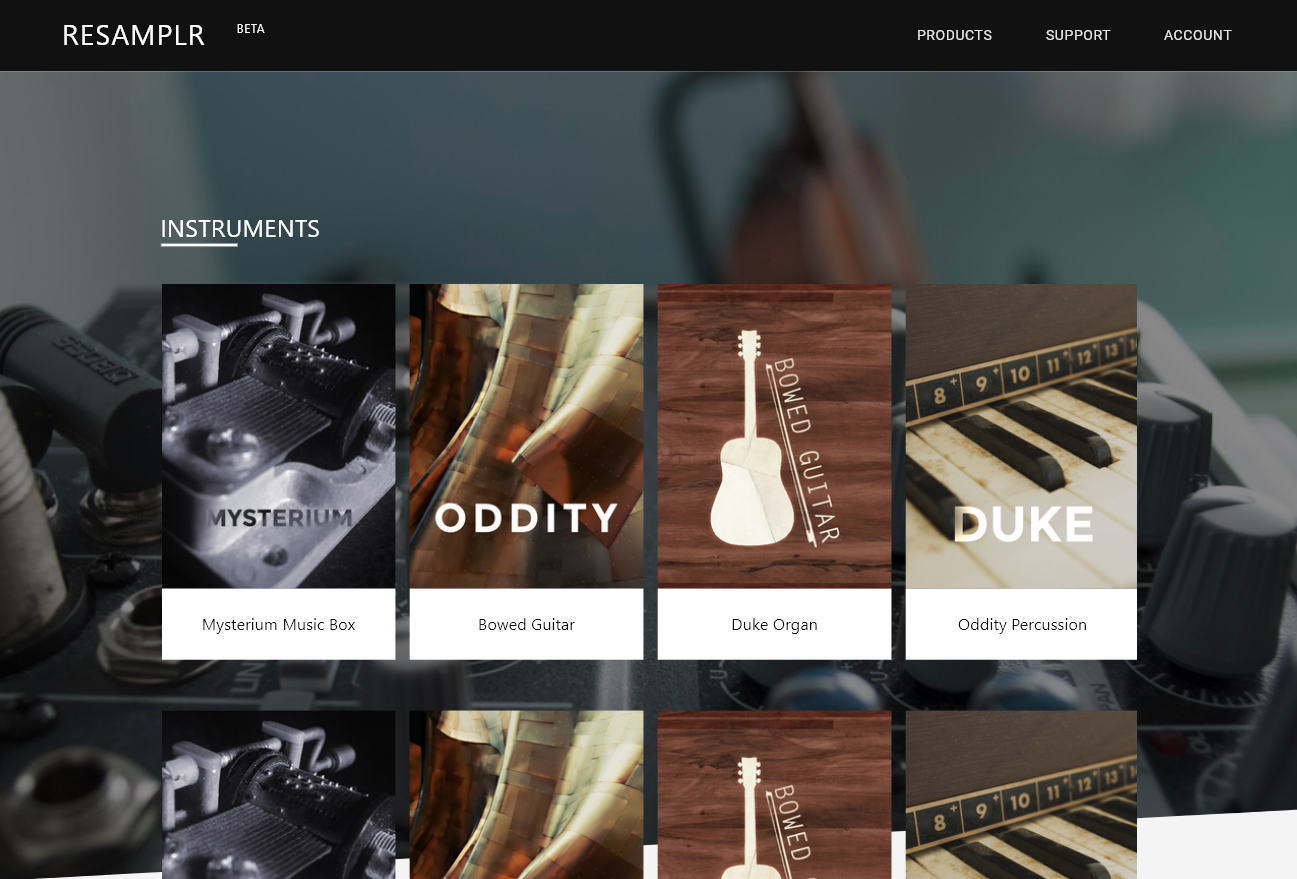 RESAMPLR
BETA
PRODUCTS
SUPPORT
ACCOUNT
INSTRUMENTS
MYSTERIUM
ODDITY
BOWED GUITAR
8+ 9+ 10 11+ 12+ 13 14
DUKE
Mysterium Music Box
Bowed Guitar
Duke Organ
Oddity Percussion
BOWED
8+ 9+ 10 11+ 12+ 13